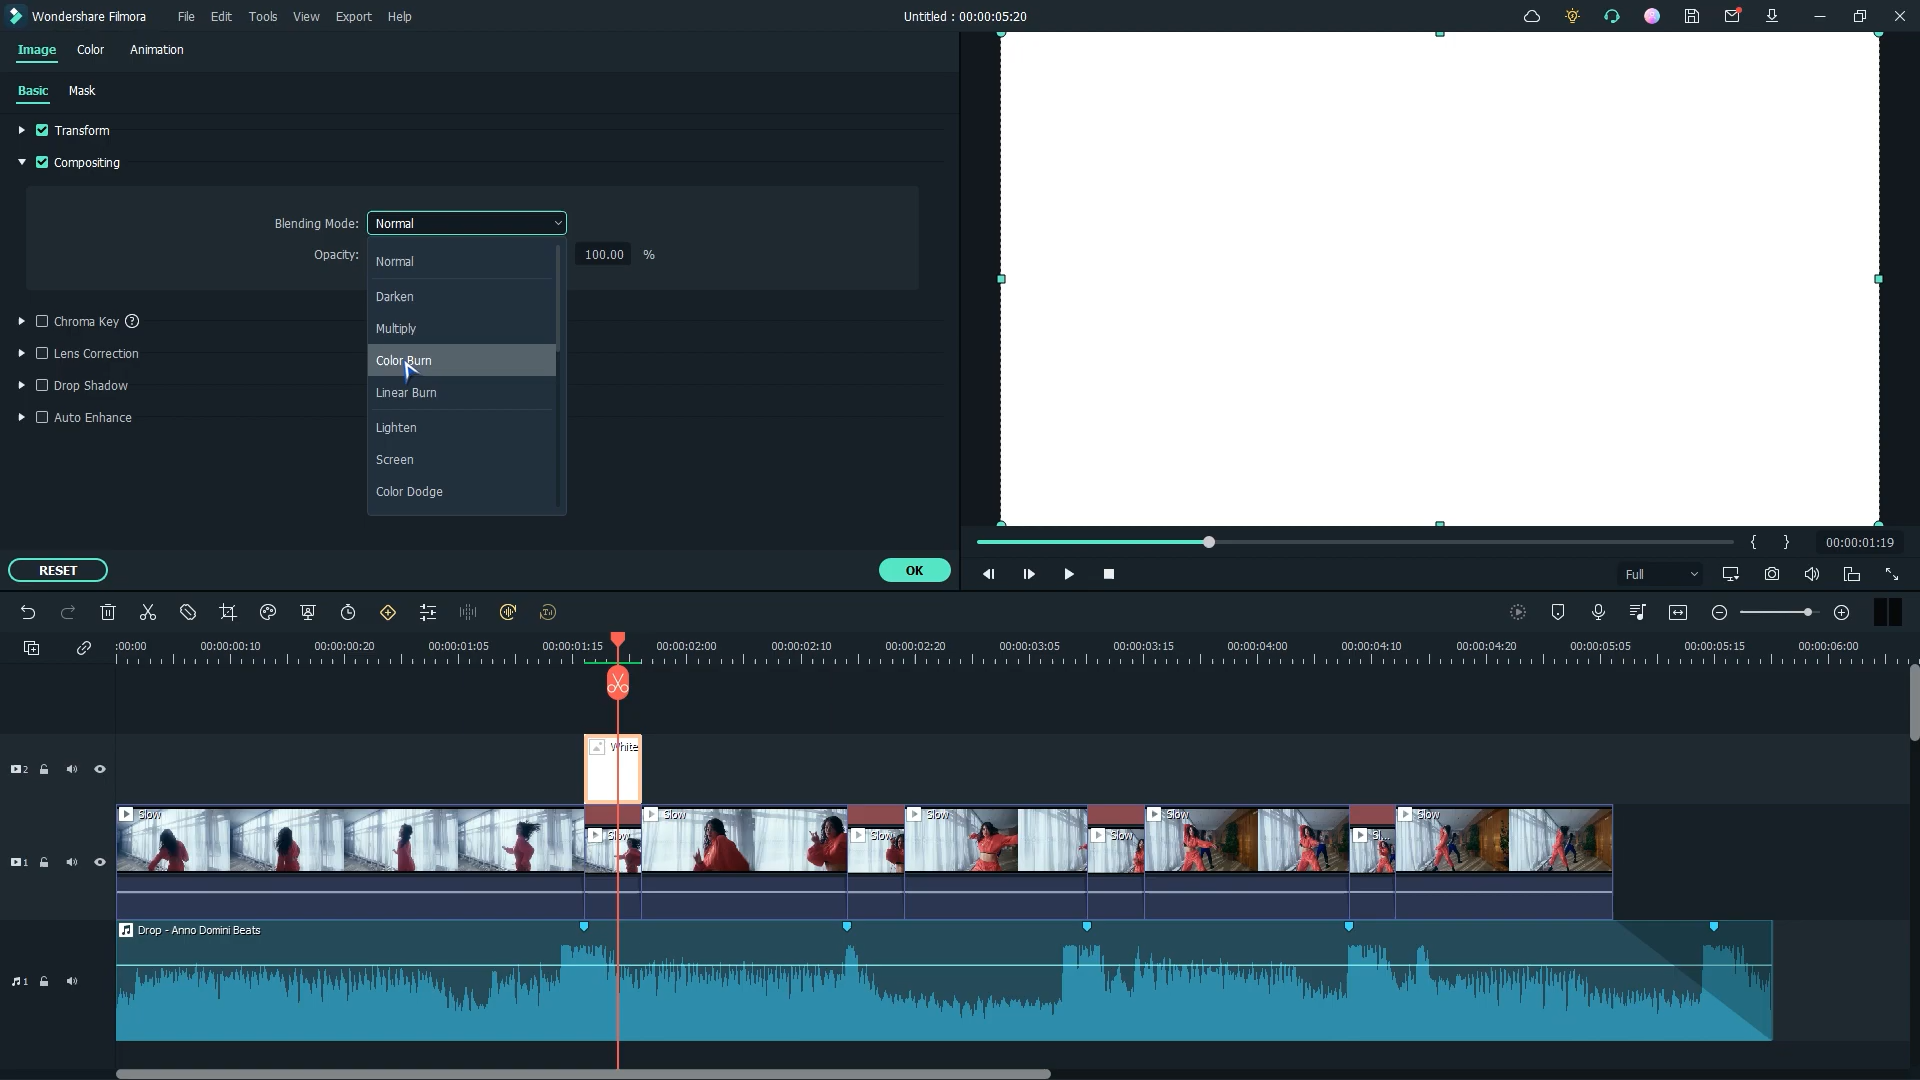 Wondershare Filmora File Edit Tools View Export Help Untitled : 00:00:05:20
Image Color Animation
Basic Mask
Transform
Compositing
Blending Mode: Normal
Opacity: 100.00 %
Normal
Darken
Multiply
Color Burn
Linear Burn
Lighten
Screen
Color Dodge
Chroma Key ?
Lens Correction
Drop Shadow
Auto Enhance
RESET OK
{ } 00:00:01:19
Full
:00:00 00:00:00:10 00:00:00:20 00:00:01:05 00:00:01:15 00:00:02:00 00:00:02:10 00:00:02:20 00:00:03:05 00:00:03:15 00:00:04:00 00:00:04:10 00:00:04:20 00:00:05:05 00:00:05:15 00:00:06:00
White
2
Slow Slow Slow Slow Slow
Slow Slow Slow Sl...
1
Drop - Anno Domini Beats
1